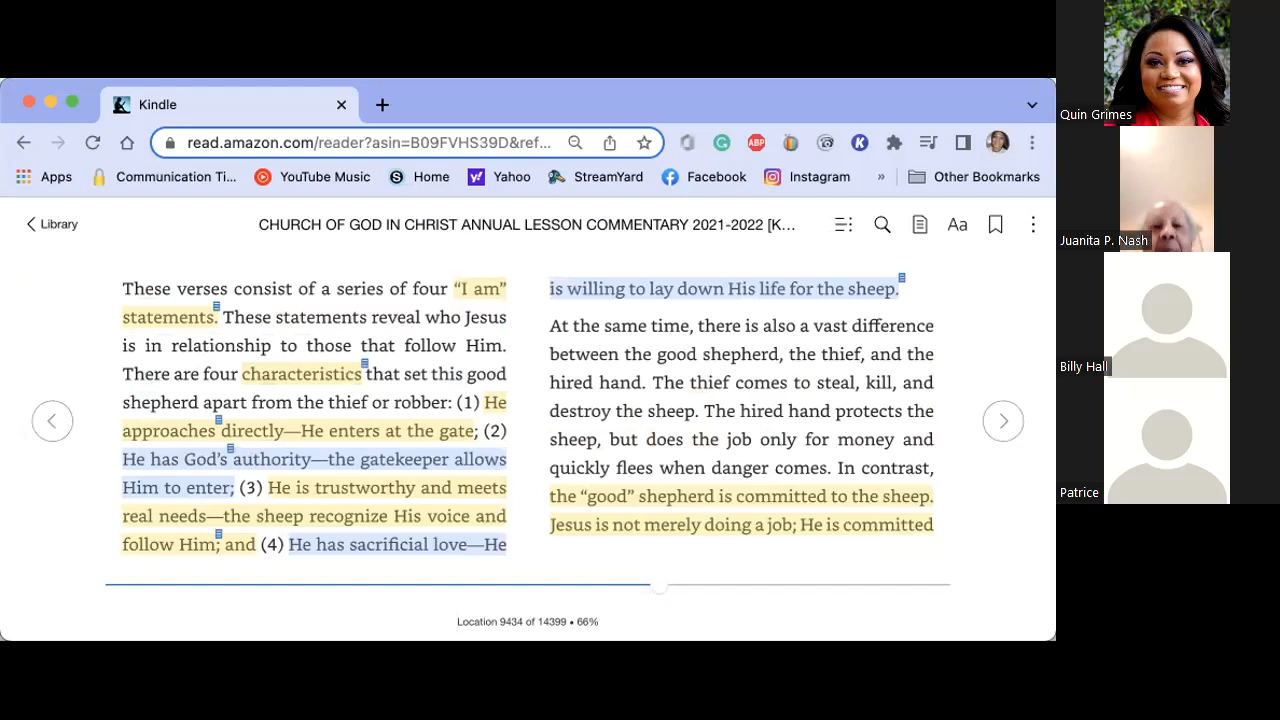 Kindle
read.amazon.com/reader?asin=B09FVHS39D&ref...
ABP
K
Apps
Communication Ti...
YouTube Music
Home
Yahoo
StreamYard
Facebook
Instagram
»
Other Bookmarks
Library
CHURCH OF GOD IN CHRIST ANNUAL LESSON COMMENTARY 2021-2022 [K...
Aa
These verses consist of a series of four “I am”
statements. These statements reveal who Jesus
is in relationship to those that follow Him.
There are four characteristics that set this good
shepherd apart from the thief or robber: (1) He
approaches directly—He enters at the gate; (2)
He has God’s authority—the gatekeeper allows
Him to enter; (3) He is trustworthy and meets
real needs—the sheep recognize His voice and
follow Him; and (4) He has sacrificial love—He
is willing to lay down His life for the sheep.
At the same time, there is also a vast difference
between the good shepherd, the thief, and the
hired hand. The thief comes to steal, kill, and
destroy the sheep. The hired hand protects the
sheep, but does the job only for money and
quickly flees when danger comes. In contrast,
the “good” shepherd is committed to the sheep.
Jesus is not merely doing a job; He is committed
Location 9434 of 14399 • 66%
Quin Grimes
Juanita P. Nash
Billy Hall
Patrice